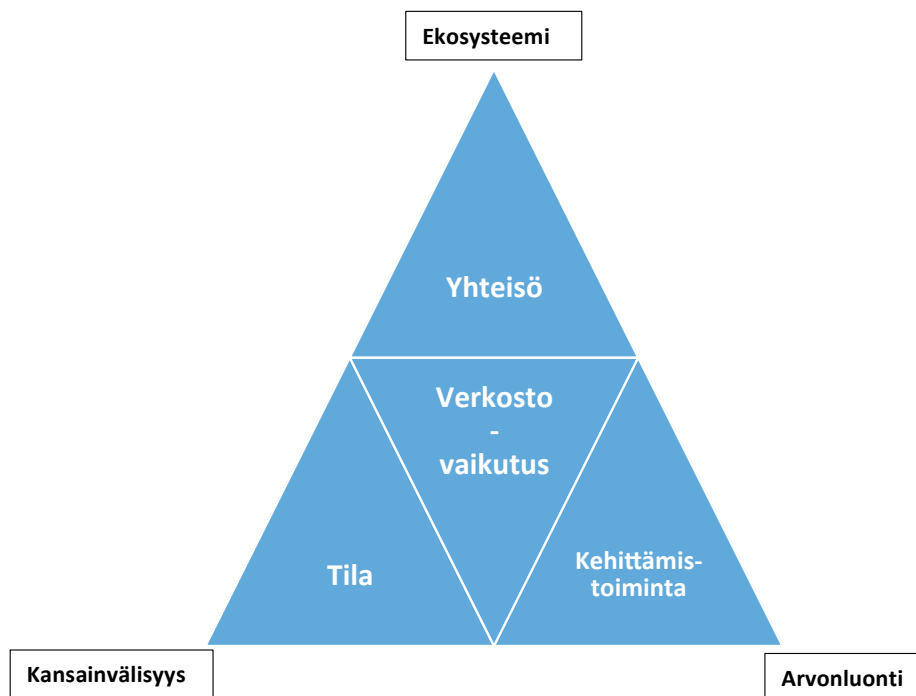 Ekosysteemi
Yhteisö
Verkosto
-
vaikutus
Tila
Kehittämis-
toiminta
Kansainvälisyys
Arvonluonti